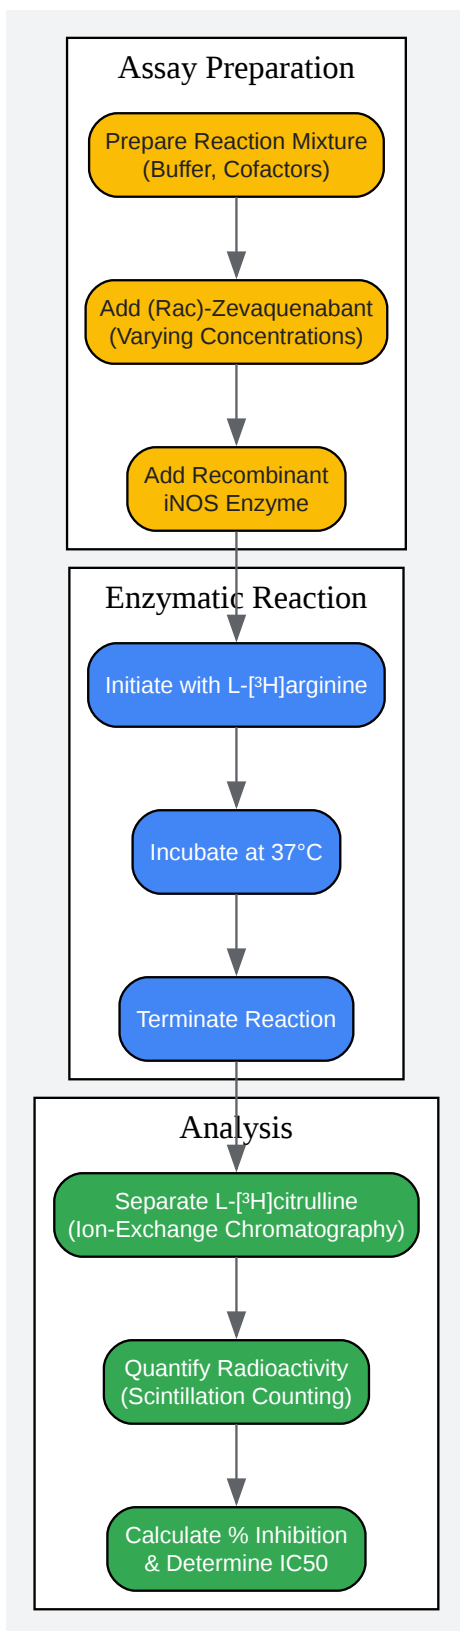 Assay Preparation
Prepare Reaction Mixture
(Buffer, Cofactors)
Add (Rac)-Zevaquenabant
(Varying Concentrations)
Add Recombinant
iNOS Enzyme
Enzymatic Reaction
Initiate with L-[³H]arginine
Incubate at 37°C
Terminate Reaction
Analysis
Separate L-[³H]citrulline
(Ion-Exchange Chromatography)
Quantify Radioactivity
(Scintillation Counting)
Calculate % Inhibition
& Determine IC50